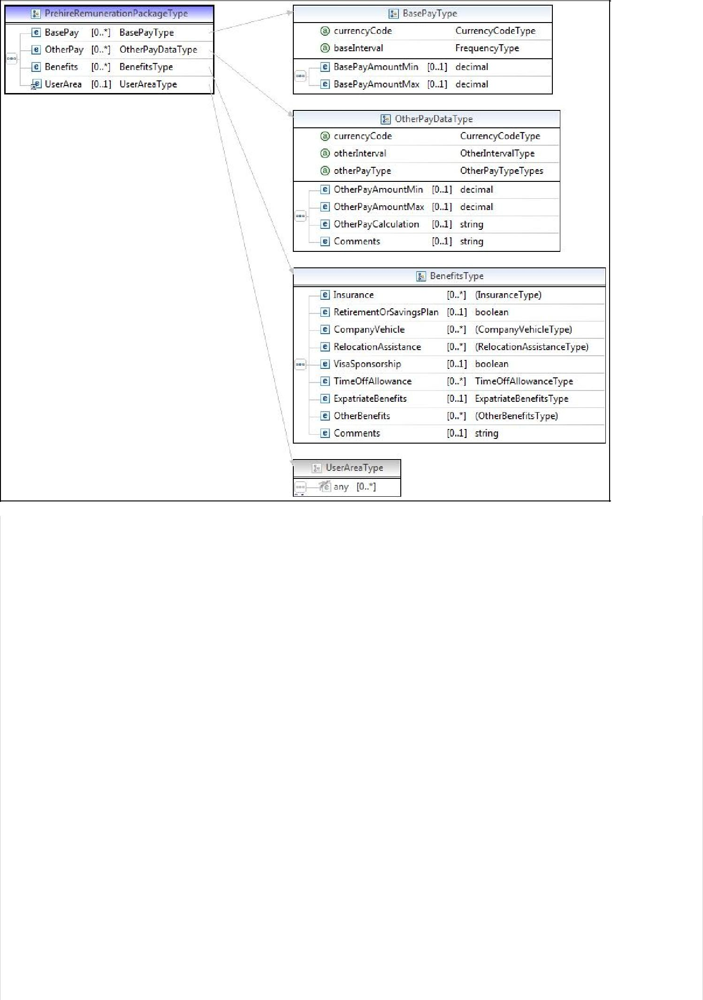 PrehireRemunerationPackageType
BasePay [0..*] BasePayType
OtherPay [0..*] OtherPayDataType
Benefits [0..*] BenefitsType
UserArea [0..1] UserAreaType
BasePayType
currencyCode CurrencyCodeType
baseInterval FrequencyType
BasePayAmountMin [0..1] decimal
BasePayAmountMax [0..1] decimal
OtherPayDataType
currencyCode CurrencyCodeType
otherInterval OtherIntervalType
otherPayType OtherPayTypeTypes
OtherPayAmountMin [0..1] decimal
OtherPayAmountMax [0..1] decimal
OtherPayCalculation [0..1] string
Comments [0..1] string
BenefitsType
Insurance [0..*] (InsuranceType)
RetirementOrSavingsPlan [0..1] boolean
CompanyVehicle [0..*] (CompanyVehicleType)
RelocationAssistance [0..*] (RelocationAssistanceType)
VisaSponsorship [0..1] boolean
TimeOffAllowance [0..*] TimeOffAllowanceType
ExpatriateBenefits [0..1] ExpatriateBenefitsType
OtherBenefits [0..*] (OtherBenefitsType)
Comments [0..1] string
UserAreaType
any [0..*]